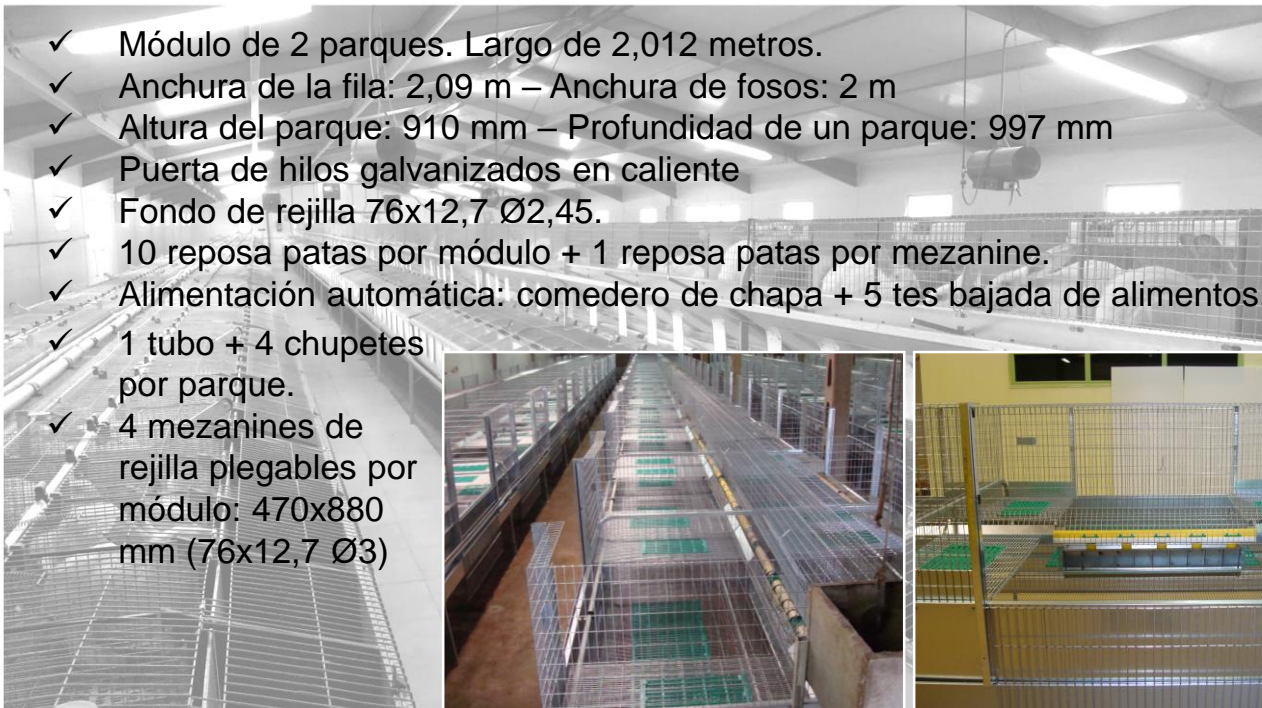 ✓ Módulo de 2 parques. Largo de 2,012 metros.
✓ Anchura de la fila: 2,09 m – Anchura de fosos: 2 m
✓ Altura del parque: 910 mm – Profundidad de un parque: 997 mm
✓ Puerta de hilos galvanizados en caliente
✓ Fondo de rejilla 76x12,7 Ø2,45.
✓ 10 reposa patas por módulo + 1 reposa patas por mezanine.
✓ Alimentación automática: comedero de chapa + 5 tes bajada de alimentos
✓ 1 tubo + 4 chupetes
por parque.
✓ 4 mezanines de
rejilla plegables por
módulo: 470x880
mm (76x12,7 Ø3)